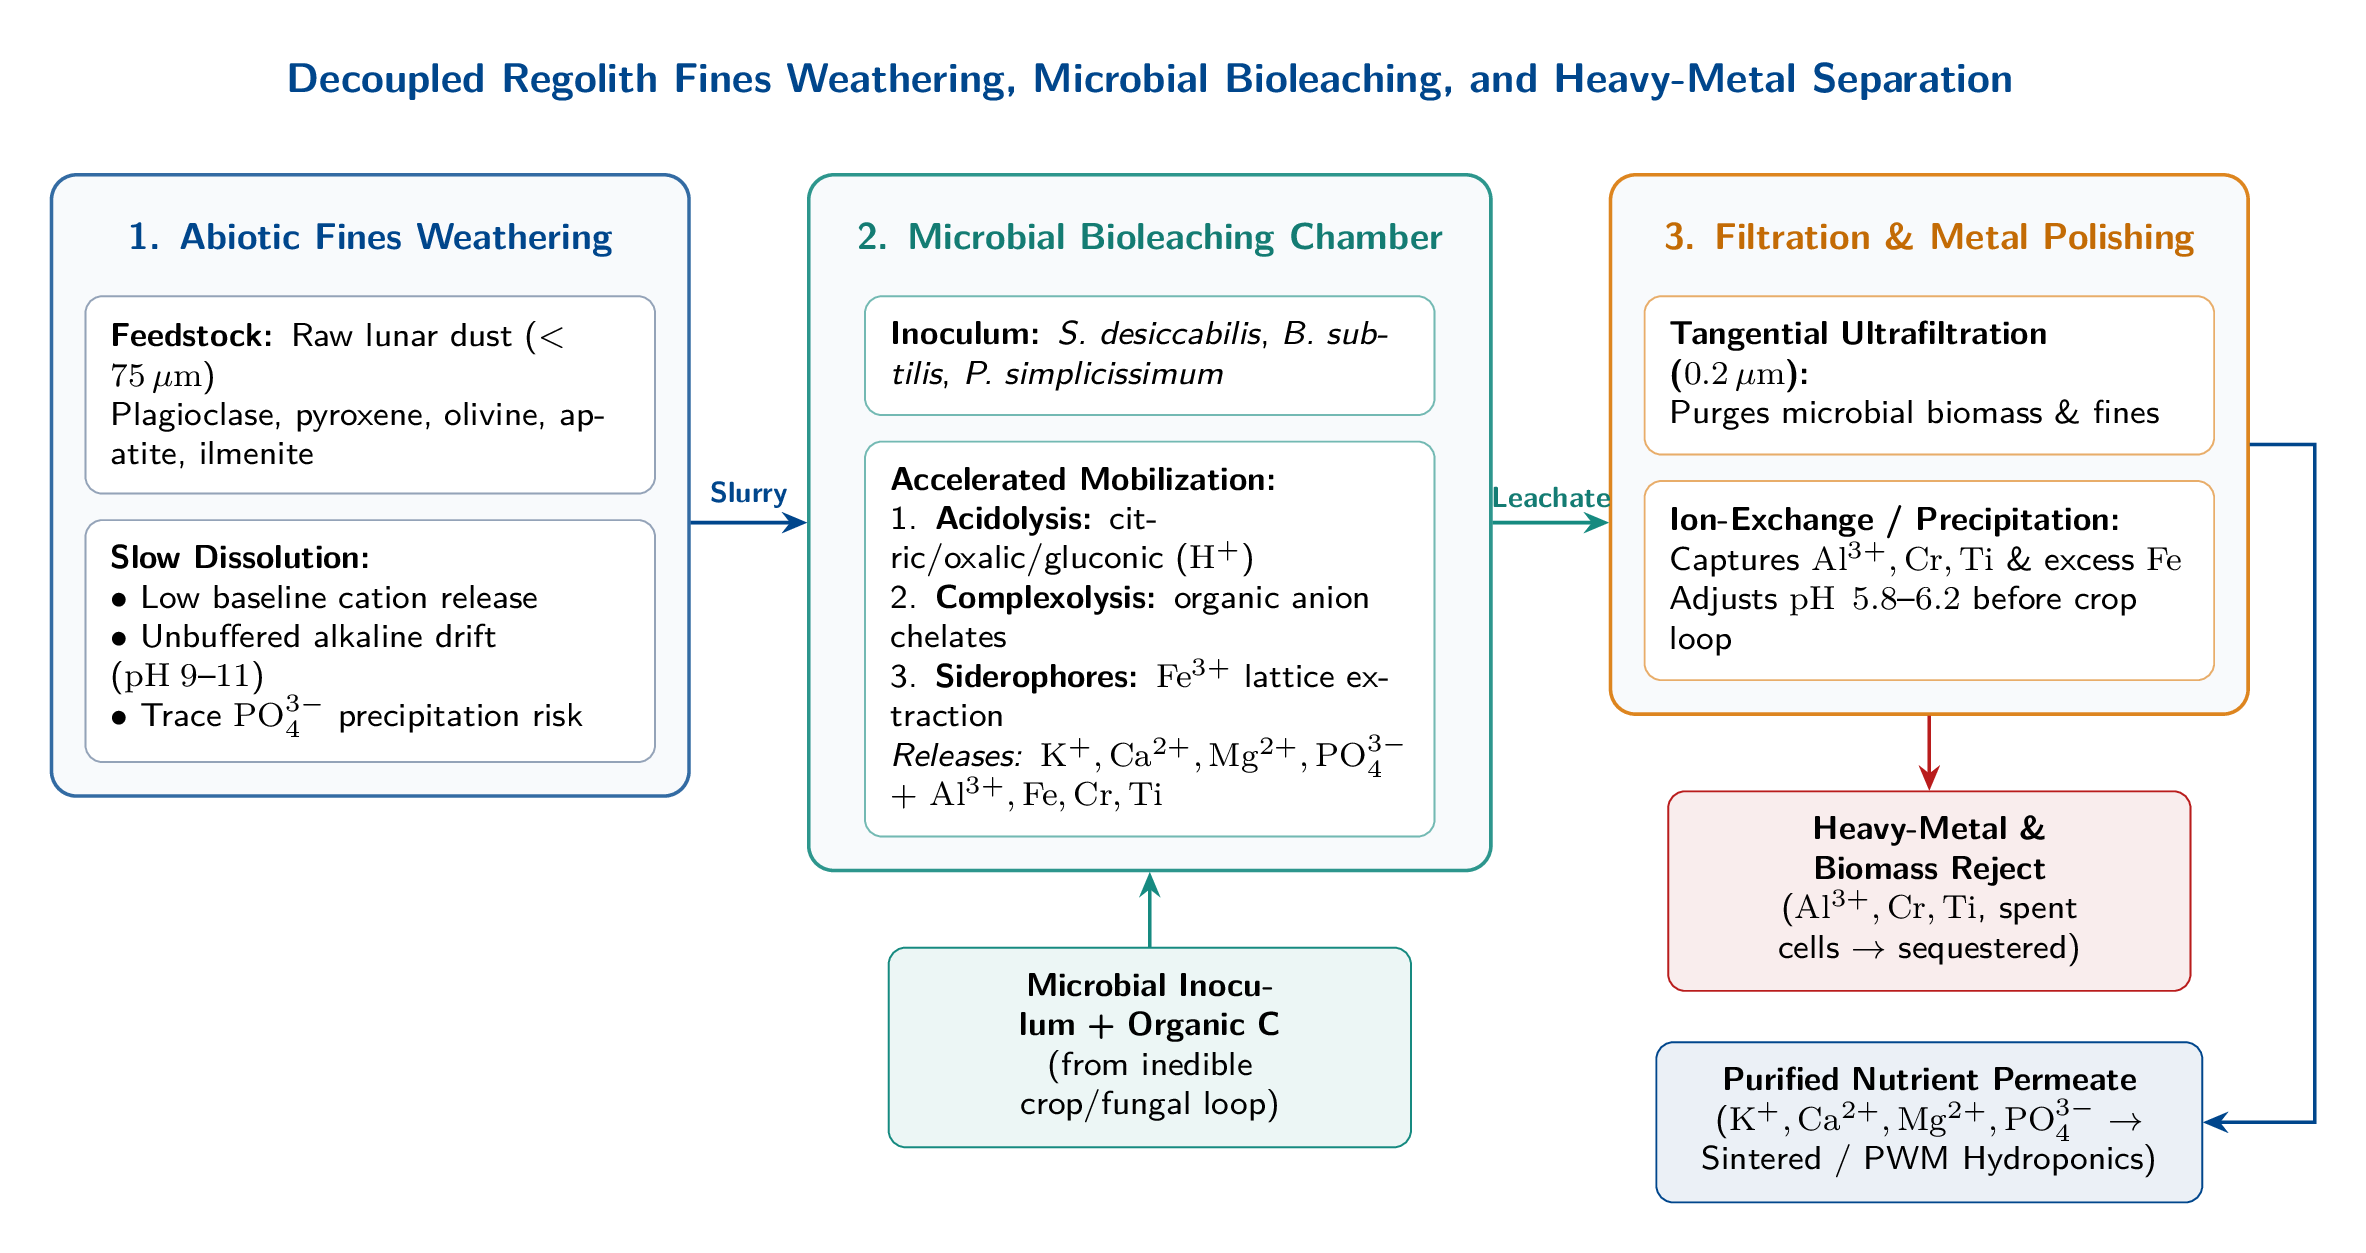 Decoupled Regolith Fines Weathering, Microbial Bioleaching, and Heavy-Metal Separation
1. Abiotic Fines Weathering
Feedstock: Raw lunar dust (<
75 μm)
Plagioclase, pyroxene, olivine, ap-
atite, ilmenite
Slow Dissolution:
• Low baseline cation release
• Unbuffered alkaline drift
(pH 9–11)
• Trace PO₄³⁻ precipitation risk
Slurry
2. Microbial Bioleaching Chamber
Inoculum: S. desiccabilis, B. sub-
tilis, P. simplicissimum
Accelerated Mobilization:
1. Acidolysis: cit-
ric/oxalic/gluconic (H⁺)
2. Complexolysis: organic anion
chelates
3. Siderophores: Fe³⁺ lattice ex-
traction
Releases: K⁺, Ca²⁺, Mg²⁺, PO₄³⁻
+ Al³⁺, Fe, Cr, Ti
Microbial Inocu-
lum + Organic C
(from inedible
crop/fungal loop)
Leachate
3. Filtration & Metal Polishing
Tangential Ultrafiltration
(0.2 μm):
Purges microbial biomass & fines
Ion-Exchange / Precipitation:
Captures Al³⁺, Cr, Ti & excess Fe
Adjusts pH 5.8–6.2 before crop
loop
Heavy-Metal &
Biomass Reject
(Al³⁺, Cr, Ti, spent
cells → sequestered)
Purified Nutrient Permeate
(K⁺, Ca²⁺, Mg²⁺, PO₄³⁻ →
Sintered / PWM Hydroponics)